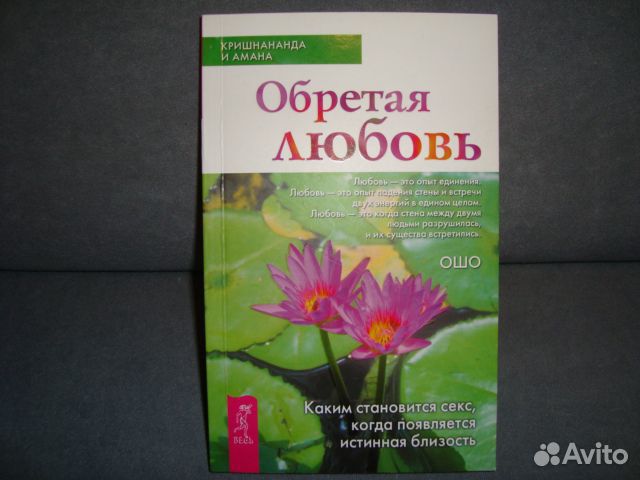 КРИШНАНАНДА
И АМАНА
Обретая
ЛЮБОВЬ
Любовь — это опыт единения.
Любовь — это опыт падения стены и встречи
двух энергий в едином целом.
Любовь — это когда стена между двумя
людьми разрушилась,
и их существа встретились.
ОШО
Каким становится секс,
когда появляется
истинная близость
ВЕСЬ
Avito